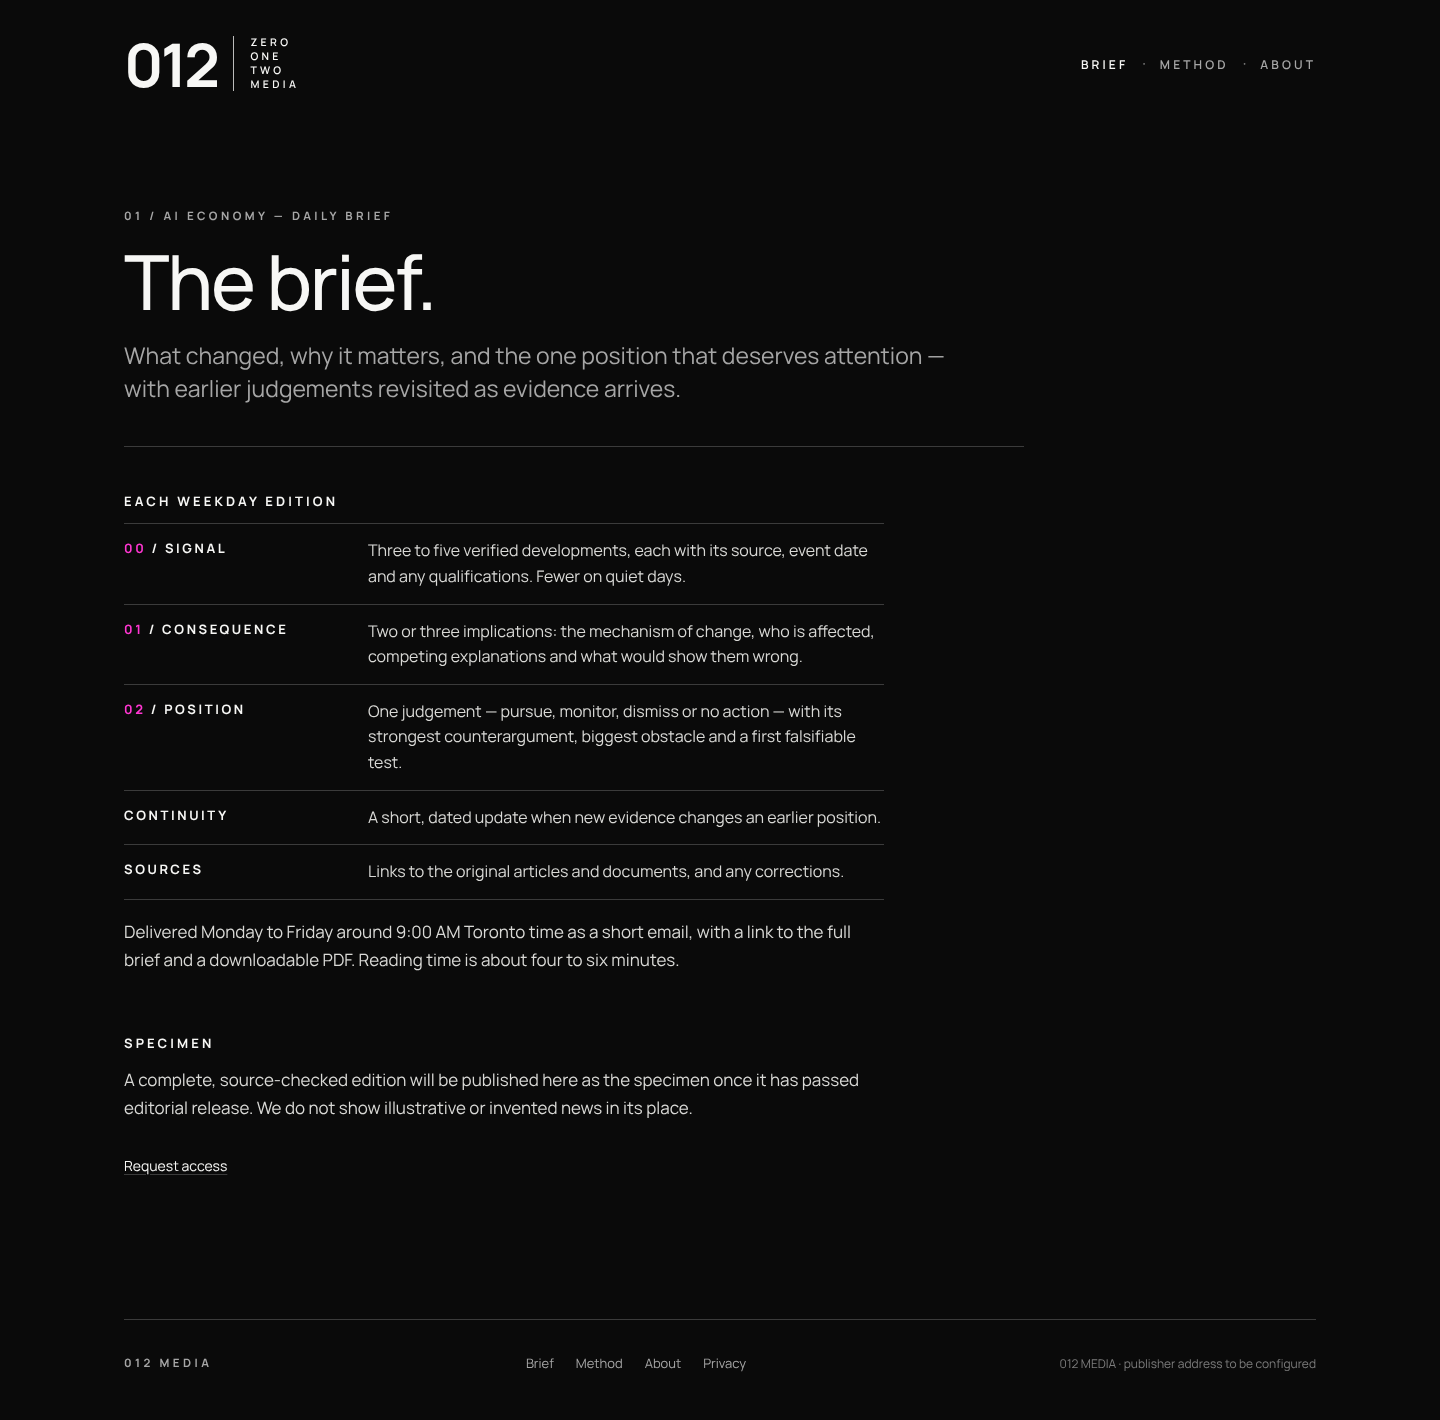 012
ZERO
ONE
TWO
MEDIA
BRIEF · METHOD · ABOUT
01 / AI ECONOMY — DAILY BRIEF
The brief.
What changed, why it matters, and the one position that deserves attention —
with earlier judgements revisited as evidence arrives.
EACH WEEKDAY EDITION
00 / SIGNAL
Three to five verified developments, each with its source, event date
and any qualifications. Fewer on quiet days.
01 / CONSEQUENCE
Two or three implications: the mechanism of change, who is affected,
competing explanations and what would show them wrong.
02 / POSITION
One judgement — pursue, monitor, dismiss or no action — with its
strongest counterargument, biggest obstacle and a first falsifiable
test.
CONTINUITY
A short, dated update when new evidence changes an earlier position.
SOURCES
Links to the original articles and documents, and any corrections.
Delivered Monday to Friday around 9:00 AM Toronto time as a short email, with a link to the full
brief and a downloadable PDF. Reading time is about four to six minutes.
SPECIMEN
A complete, source-checked edition will be published here as the specimen once it has passed
editorial release. We do not show illustrative or invented news in its place.
Request access
012 MEDIA
Brief Method About Privacy
012 MEDIA · publisher address to be configured